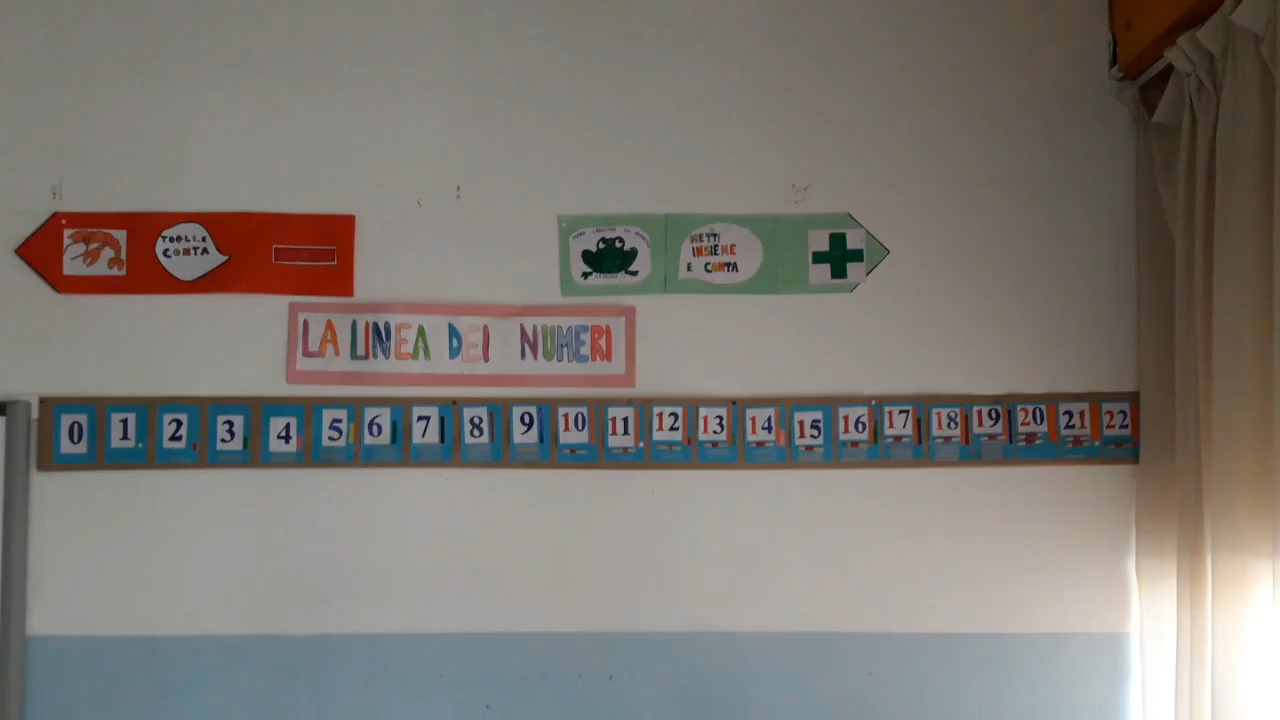 TOGLI E
CONTA
METTI
INSIEME
E CONTA
LA LINEA DEI NUMERI
0 1 2 3 4 5 6 7 8 9 10 11 12 13 14 15 16 17 18 19 20 21 22